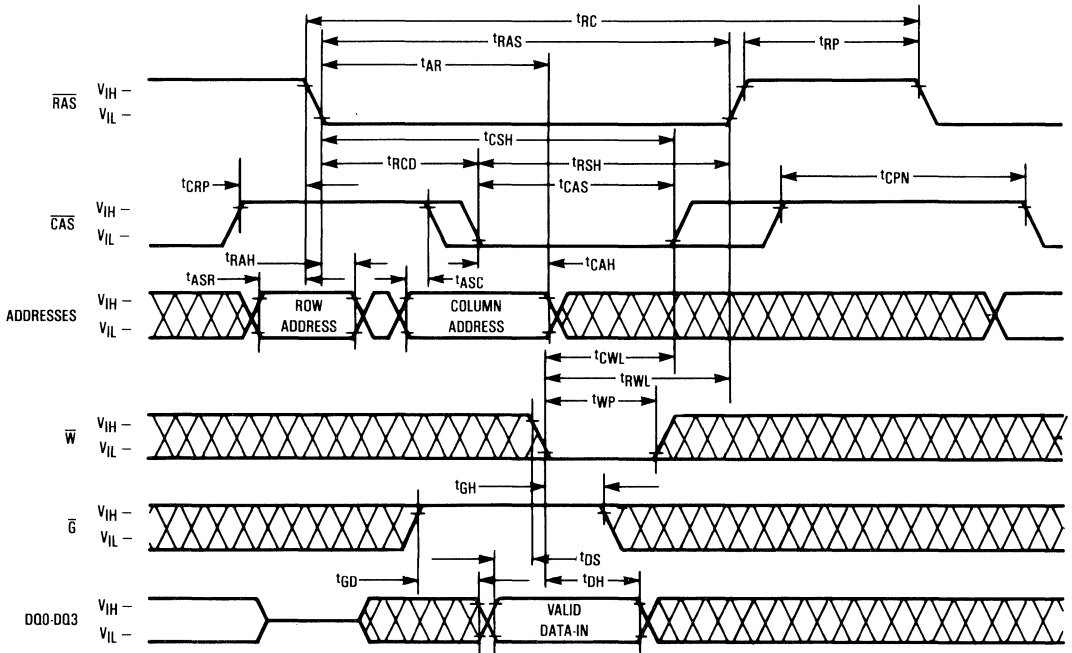 tRC
tRAS
tRP
tAR
RAS
VIH
VIL
tCSH
tRCD
tRSH
tCRP
tCAS
tCPN
CAS
VIH
VIL
tRAH
tASR
tASC
tCAH
ADDRESSES
VIH
VIL
ROW
ADDRESS
COLUMN
ADDRESS
tCWL
tRWL
tWP
W
VIH
VIL
tGH
G
VIH
VIL
tDS
tGD
tDH
DQ0-DQ3
VIH
VIL
VALID
DATA-IN